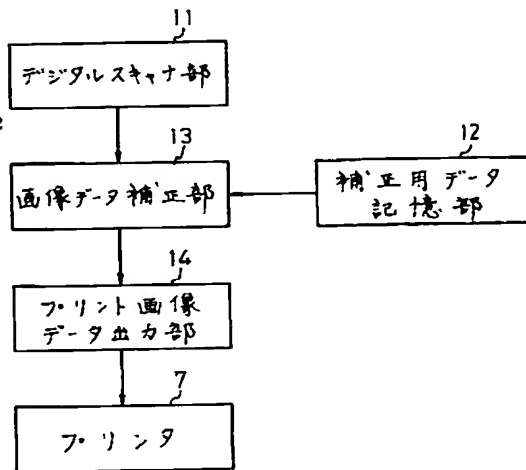 11
デジタルスキャナ部
13
画像データ補正部
12
補正用データ
記憶部
14
プリント画像
データ出力部
7
プリンタ